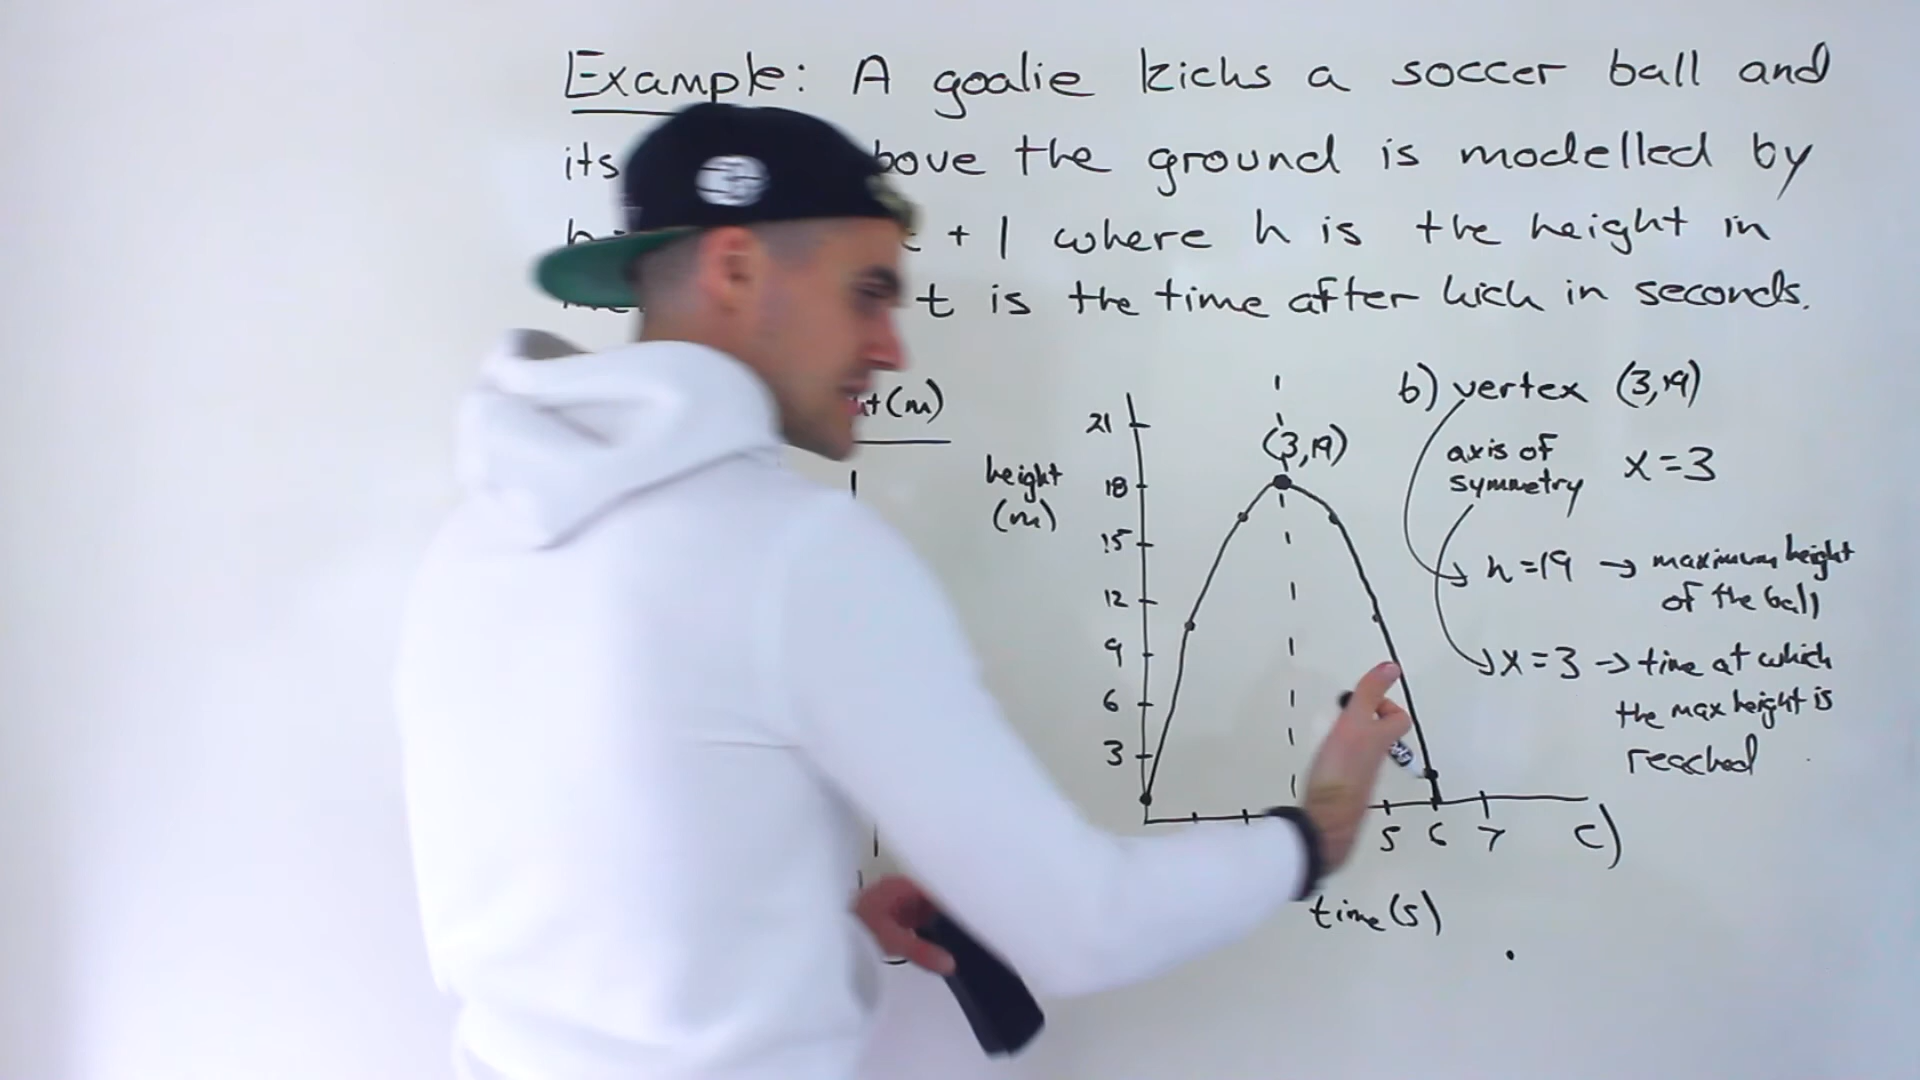 Example: A goalie kicks a soccer ball and
its bove the ground is modelled by
+ 1 where h is the height in
t is the time after kick in seconds.
ht (m)
height
(m)
21
18
15
12
9
6
3
(3,19)
5 6 7
time (s)
b) vertex (3,19)
axis of
symmetry x = 3
h = 19 → maximum height
of the ball
x = 3 → time at which
the max height is
reached
c)